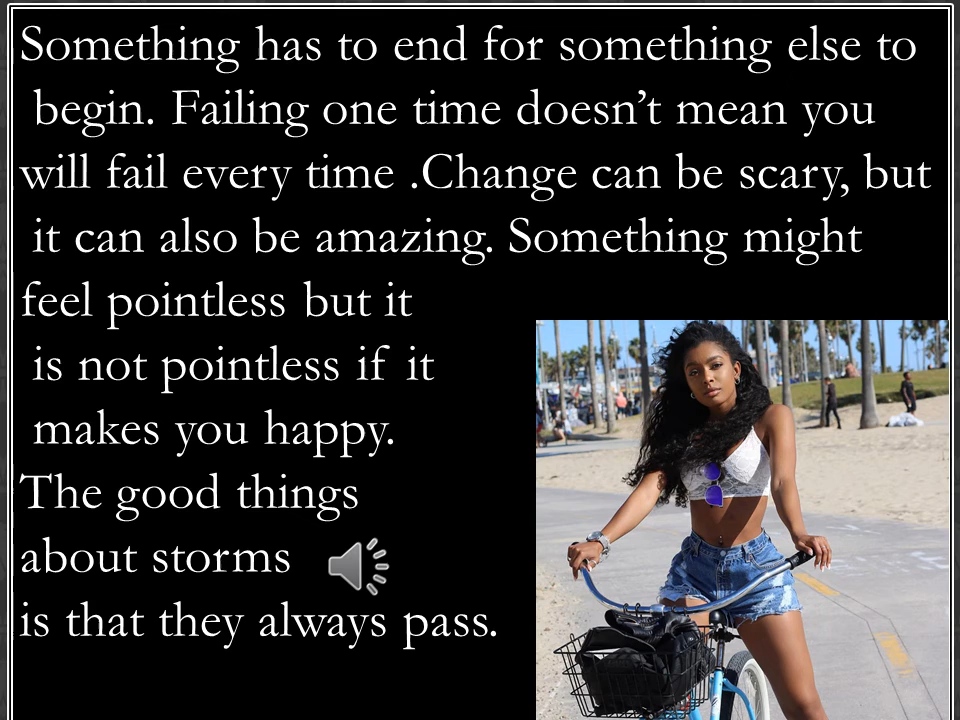 Something has to end for something else to
begin. Failing one time doesn’t mean you
will fail every time .Change can be scary, but
it can also be amazing. Something might
feel pointless but it
is not pointless if it
makes you happy.
The good things
about storms
is that they always pass.